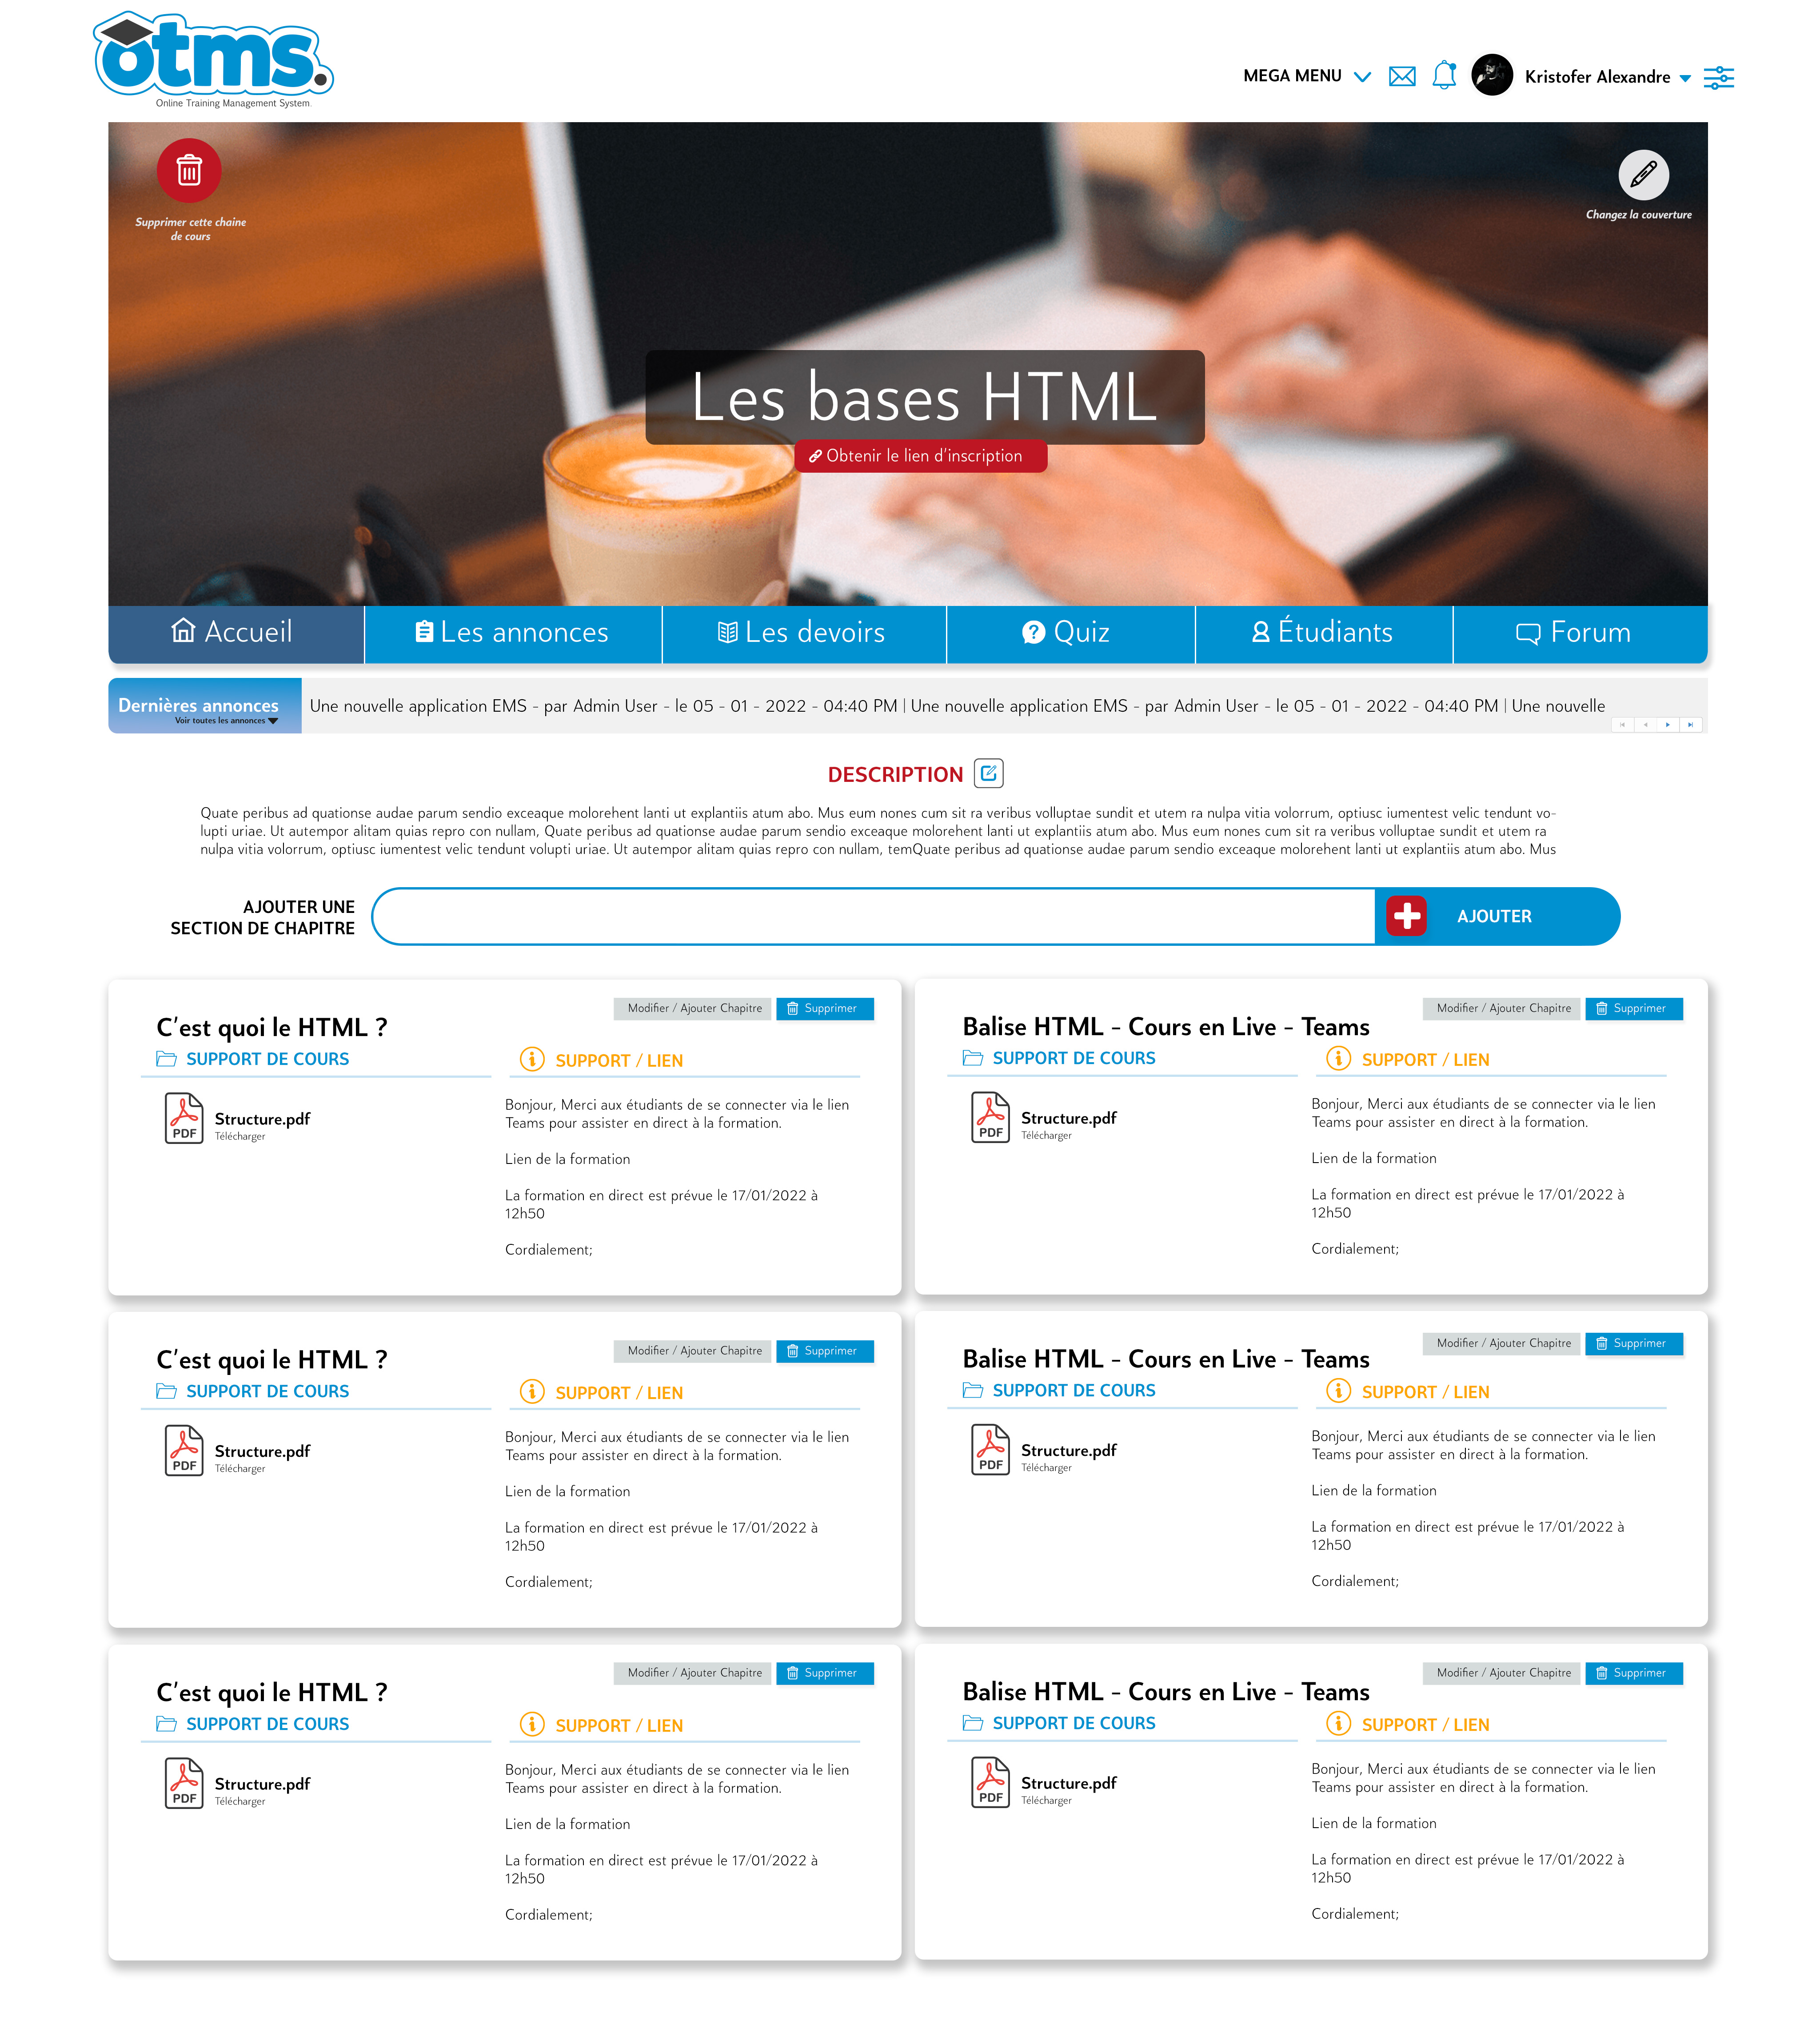 otms.
Online Training Management System.
MEGA MENU
Kristofer Alexandre
Supprimer cette chaine
de cours
Changez la couverture
Les bases HTML
Obtenir le lien d'inscription
Accueil
Les annonces
Les devoirs
Quiz
Étudiants
Forum
Dernières annonces
Voir toutes les annonces
Une nouvelle application EMS - par Admin User - le 05 - 01 - 2022 - 04:40 PM | Une nouvelle application EMS - par Admin User - le 05 - 01 - 2022 - 04:40 PM | Une nouvelle
DESCRIPTION
Quate peribus ad quationse audae parum sendio exceaque molorehent lanti ut explantiis atum abo. Mus eum nones cum sit ra veribus volluptae sundit et utem ra nulpa vitia volorrum, optiusc iumentest velic tendunt vo-
lupti uriae. Ut autempor alitam quias repro con nullam, Quate peribus ad quationse audae parum sendio exceaque molorehent lanti ut explantiis atum abo. Mus eum nones cum sit ra veribus volluptae sundit et utem ra
nulpa vitia volorrum, optiusc iumentest velic tendunt volupti uriae. Ut autempor alitam quias repro con nullam, temQuate peribus ad quationse audae parum sendio exceaque molorehent lanti ut explantiis atum abo. Mus
AJOUTER UNE
SECTION DE CHAPITRE
AJOUTER
Modifier / Ajouter Chapitre
Supprimer
C'est quoi le HTML ?
SUPPORT DE COURS
SUPPORT / LIEN
PDF
Structure.pdf
Télécharger
Bonjour, Merci aux étudiants de se connecter via le lien
Teams pour assister en direct à la formation.
Lien de la formation
La formation en direct est prévue le 17/01/2022 à
12h50
Cordialement;
Modifier / Ajouter Chapitre
Supprimer
Balise HTML - Cours en Live - Teams
SUPPORT DE COURS
SUPPORT / LIEN
PDF
Structure.pdf
Télécharger
Bonjour, Merci aux étudiants de se connecter via le lien
Teams pour assister en direct à la formation.
Lien de la formation
La formation en direct est prévue le 17/01/2022 à
12h50
Cordialement;
Modifier / Ajouter Chapitre
Supprimer
C'est quoi le HTML ?
SUPPORT DE COURS
SUPPORT / LIEN
PDF
Structure.pdf
Télécharger
Bonjour, Merci aux étudiants de se connecter via le lien
Teams pour assister en direct à la formation.
Lien de la formation
La formation en direct est prévue le 17/01/2022 à
12h50
Cordialement;
Modifier / Ajouter Chapitre
Supprimer
Balise HTML - Cours en Live - Teams
SUPPORT DE COURS
SUPPORT / LIEN
PDF
Structure.pdf
Télécharger
Bonjour, Merci aux étudiants de se connecter via le lien
Teams pour assister en direct à la formation.
Lien de la formation
La formation en direct est prévue le 17/01/2022 à
12h50
Cordialement;
Modifier / Ajouter Chapitre
Supprimer
C'est quoi le HTML ?
SUPPORT DE COURS
SUPPORT / LIEN
PDF
Structure.pdf
Télécharger
Bonjour, Merci aux étudiants de se connecter via le lien
Teams pour assister en direct à la formation.
Lien de la formation
La formation en direct est prévue le 17/01/2022 à
12h50
Cordialement;
Modifier / Ajouter Chapitre
Supprimer
Balise HTML - Cours en Live - Teams
SUPPORT DE COURS
SUPPORT / LIEN
PDF
Structure.pdf
Télécharger
Bonjour, Merci aux étudiants de se connecter via le lien
Teams pour assister en direct à la formation.
Lien de la formation
La formation en direct est prévue le 17/01/2022 à
12h50
Cordialement;